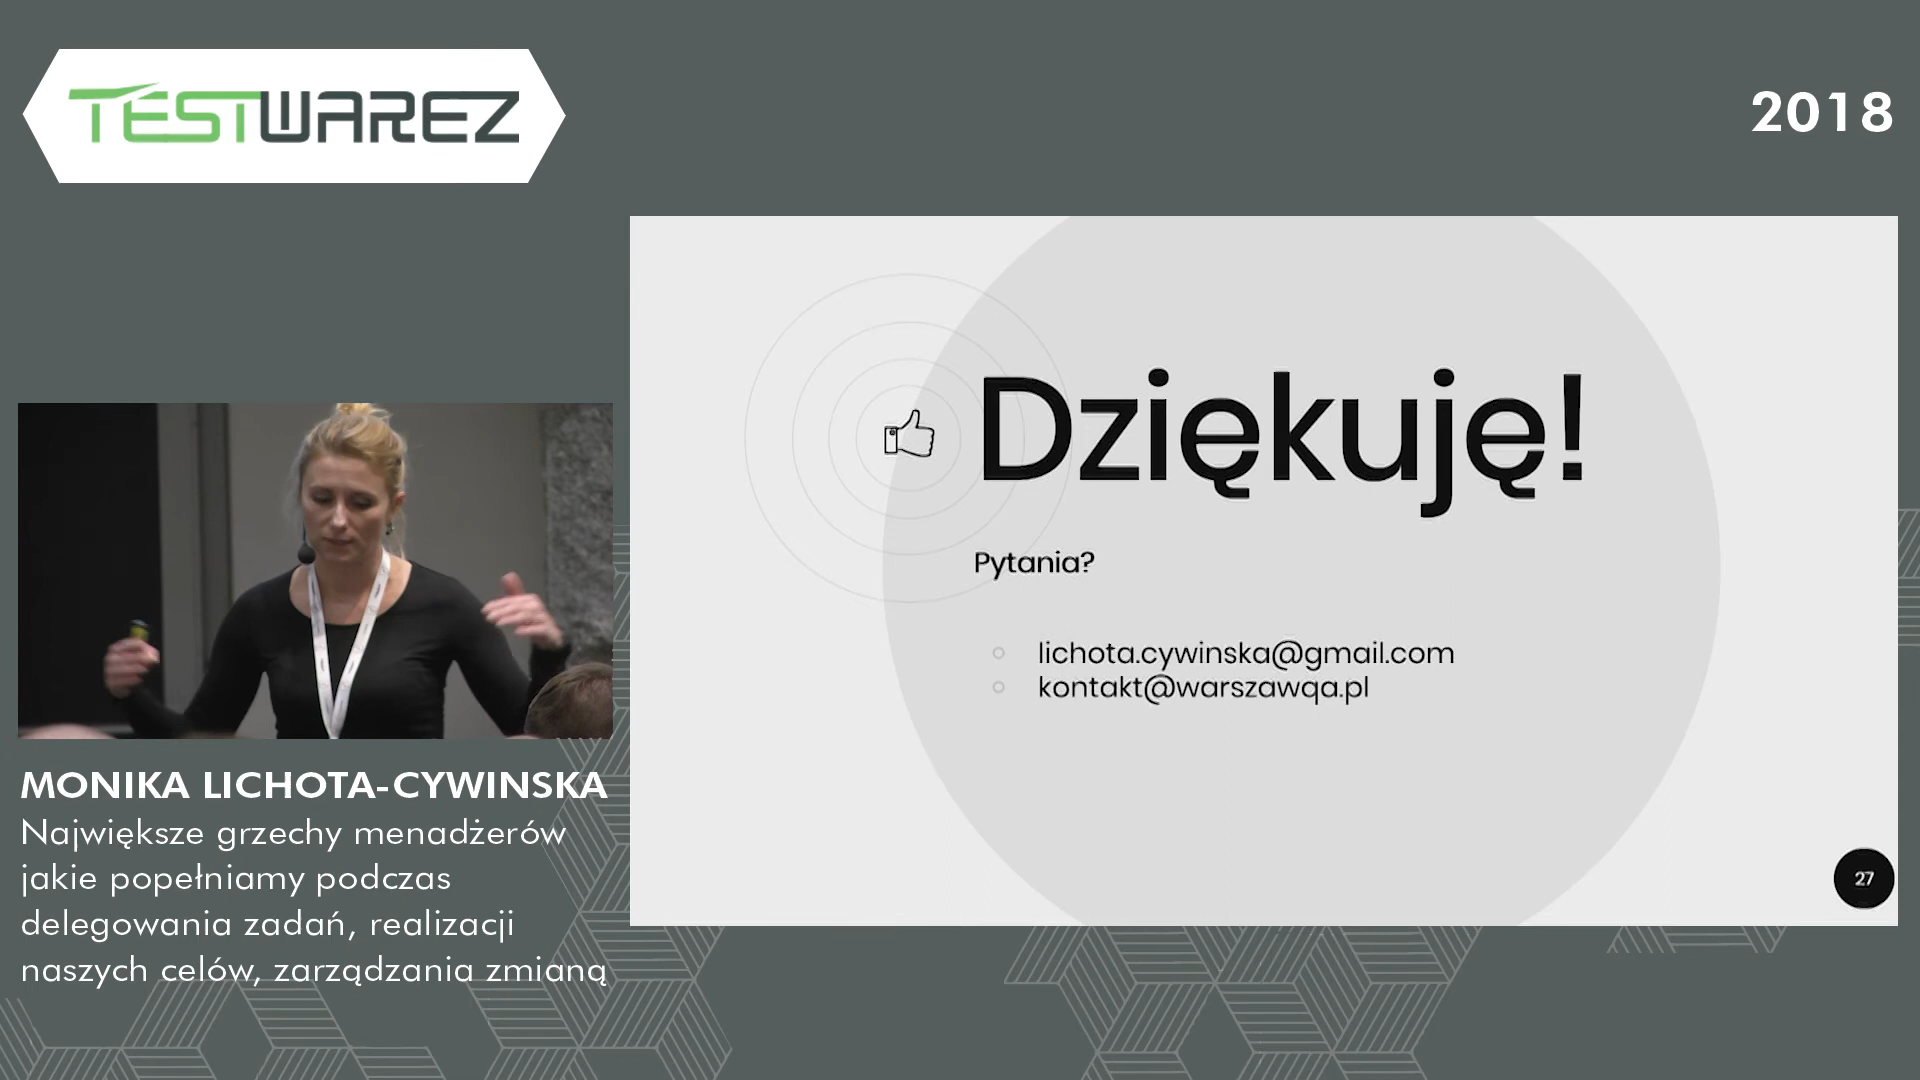 TESTWAREZ
2018
Dziękuję!
Pytania?
lichota.cywinska@gmail.com
kontakt@warszawqa.pl
27
MONIKA LICHOTA-CYWINSKA
Największe grzechy menadżerów
jakie popełniamy podczas
delegowania zadań, realizacji
naszych celów, zarządzania zmianą